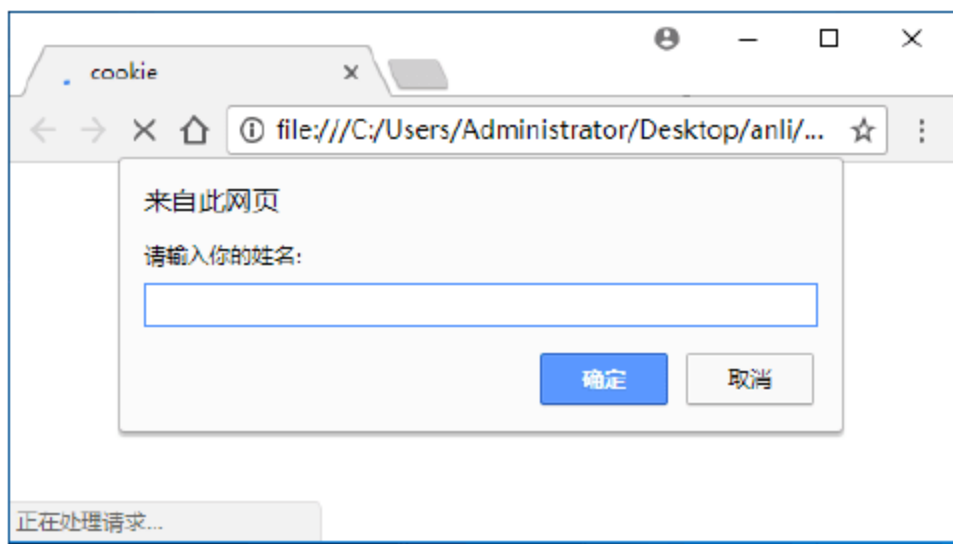 cookie
file:///C:/Users/Administrator/Desktop/anli/...
来自此网页
请输入你的姓名:
确定
取消
正在处理请求...